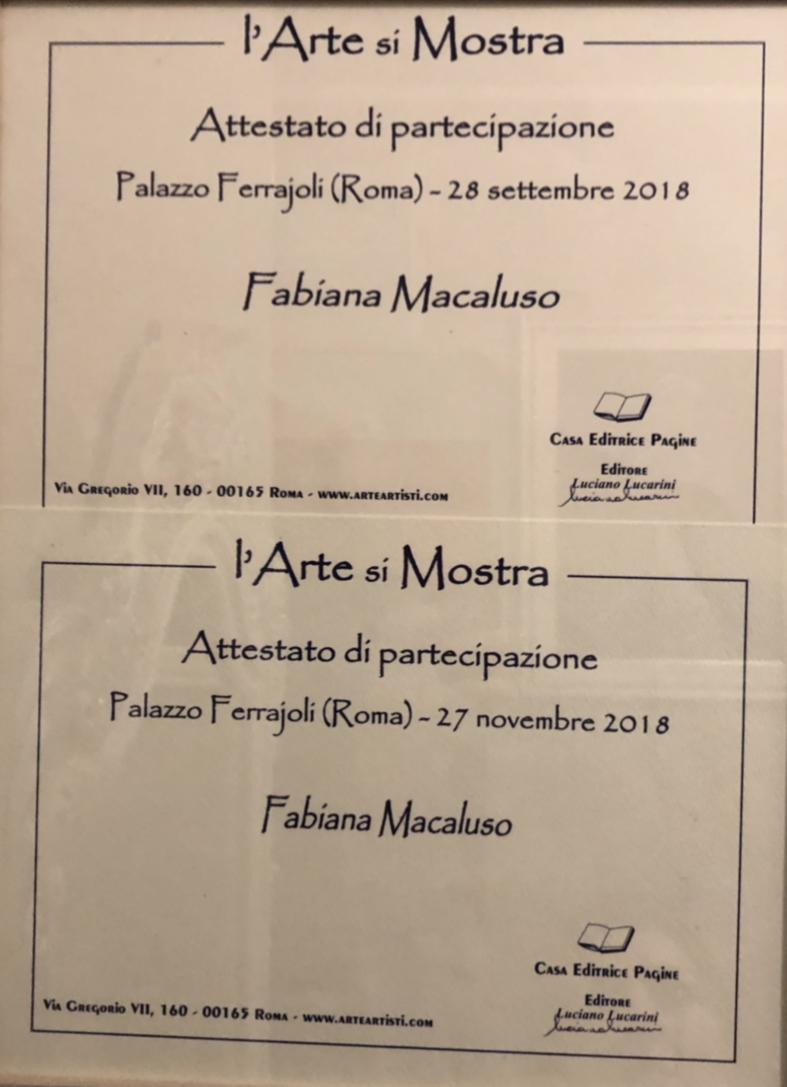 l'Arte si Mostra
Attestato di partecipazione
Palazzo Ferrajoli (Roma) - 28 settembre 2018
Fabiana Macaluso
Casa Editrice Pagine
Editore
Luciano Lucarini
Via Gregorio VII, 160 - 00165 Roma - www.arteartisti.com
l'Arte si Mostra
Attestato di partecipazione
Palazzo Ferrajoli (Roma) - 27 novembre 2018
Fabiana Macaluso
Casa Editrice Pagine
Editore
Luciano Lucarini
Via Gregorio VII, 160 - 00165 Roma - www.arteartisti.com